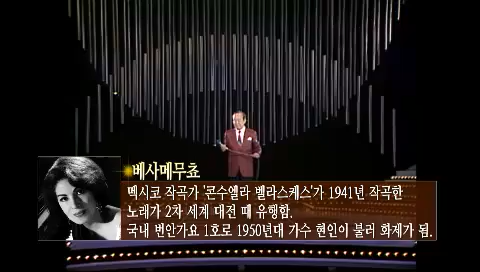 베사메무쵸
멕시코 작곡가 '콘수엘라 벨라스케스'가 1941년 작곡한
노래가 2차 세계 대전 때 유행함.
국내 번안가요 1호로 1950년대 가수 현인이 불러 화제가 됨.